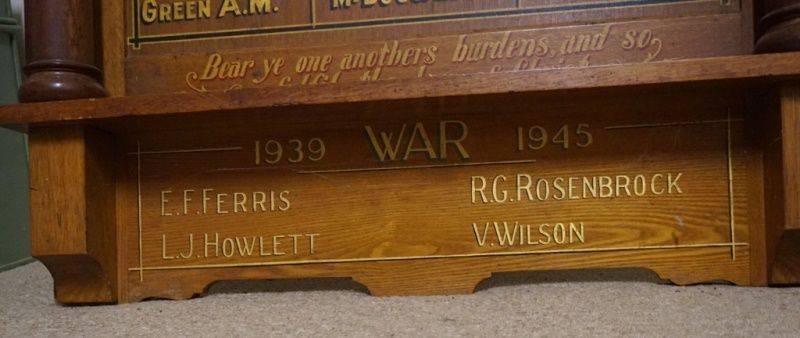 GREEN A.M.
Bear ye one anothers burdens, and so
1939 WAR 1945
E.F. FERRIS R.G. ROSENBROCK
L.J. HOWLETT V. WILSON